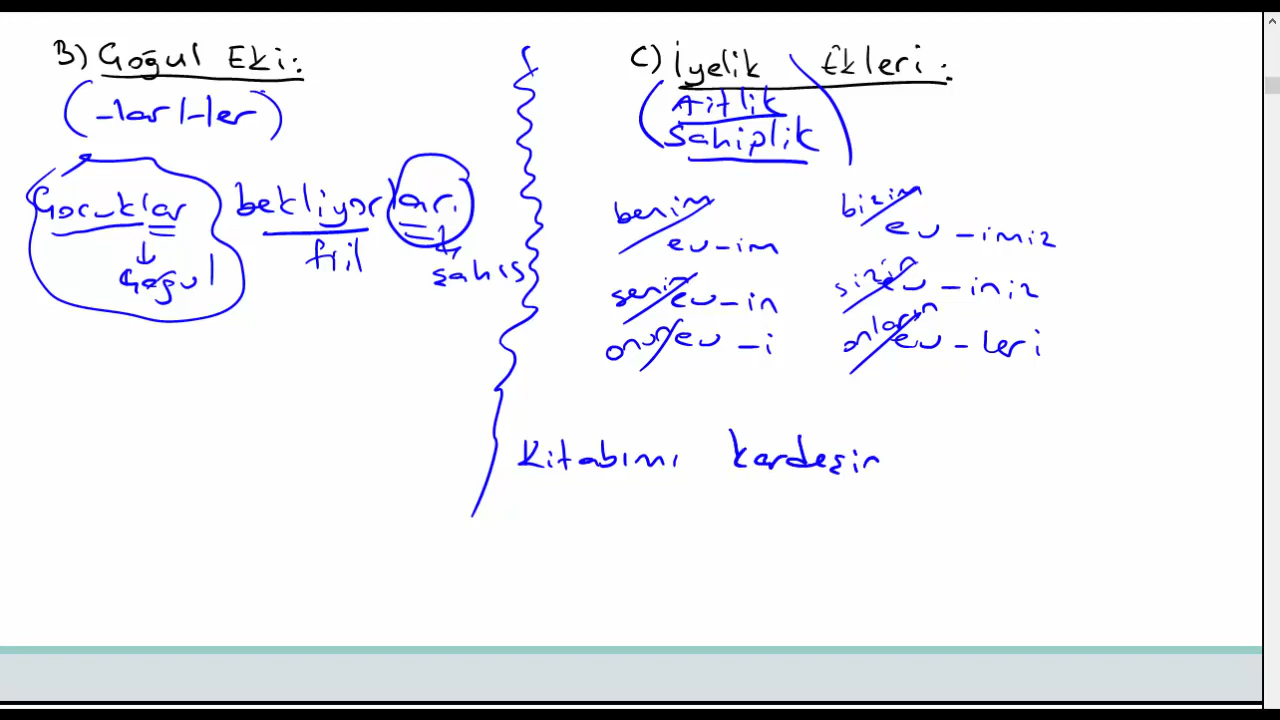 B) Çoğul Eki:
(-lar/-ler)
Çocuklar bekliyorlar.
Çoğul fiil şahıs
C) İyelik Ekleri:
(Aitlik
Sahiplik)
benim ev-im
bizim ev-imiz
senin ev-in
sizin ev-iniz
onun ev-i
onların ev-leri
Kitabımı kardeşin